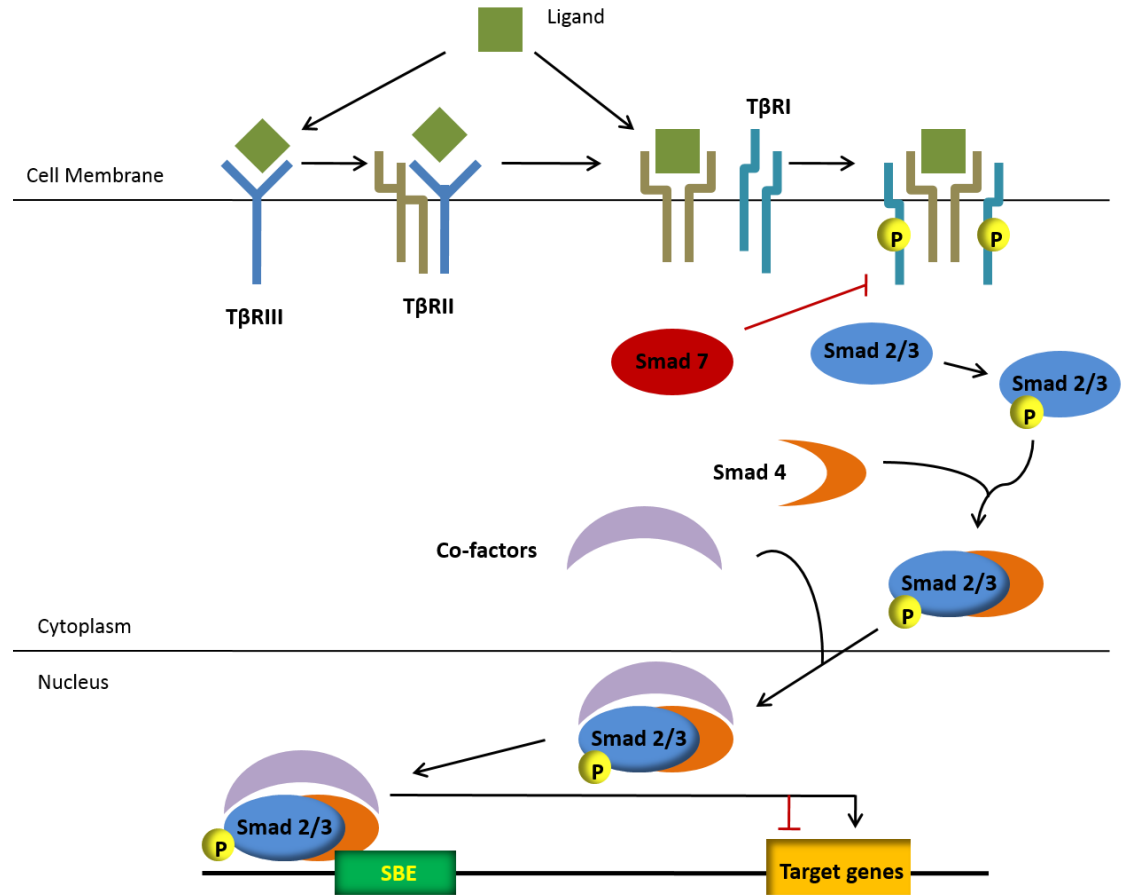 Ligand
TβRI
Cell Membrane
P
P
TβRIII
TβRII
Smad 7
Smad 2/3
Smad 2/3
P
Smad 4
Co-factors
Smad 2/3
P
Cytoplasm
Nucleus
Smad 2/3
P
Smad 2/3
P
SBE
Target genes